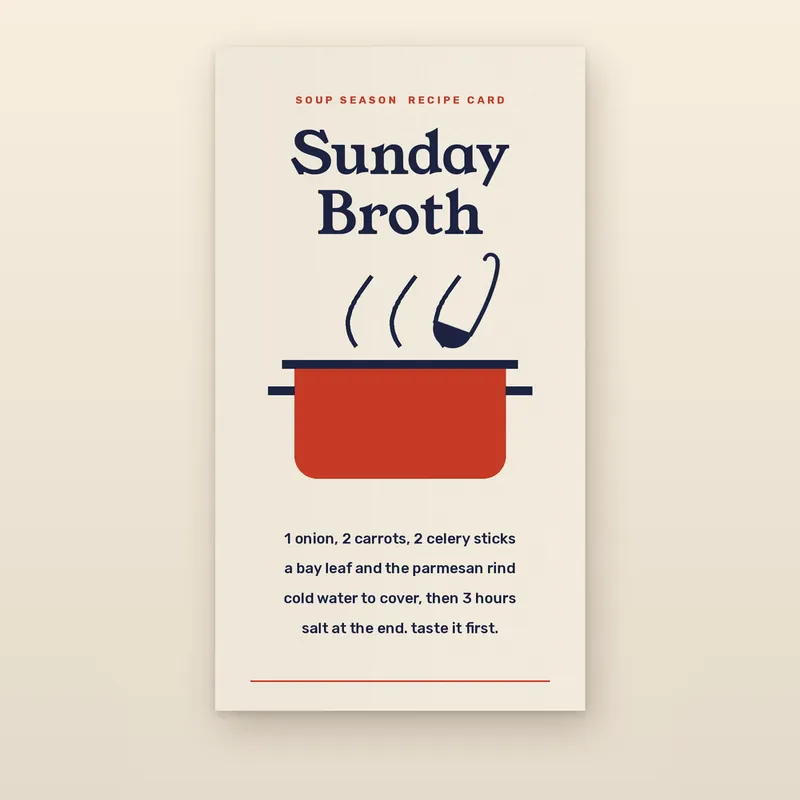 SOUP SEASON RECIPE CARD
Sunday
Broth
1 onion, 2 carrots, 2 celery sticks
a bay leaf and the parmesan rind
cold water to cover, then 3 hours
salt at the end. taste it first.